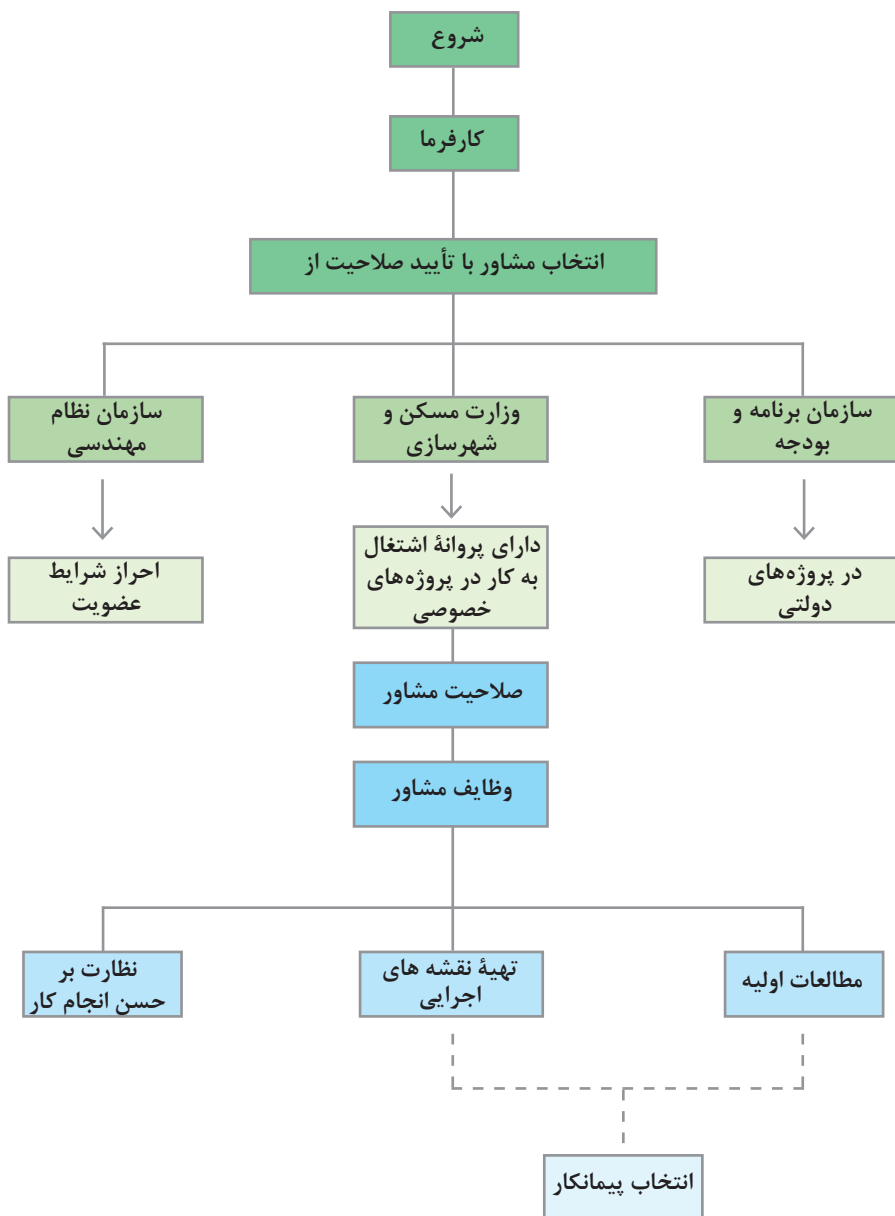 شروع
کارفرما
انتخاب مشاور با تأیید صلاحیت از
سازمان برنامه و
بودجه
وزارت مسکن و
شهرسازی
سازمان نظام
مهندسی
در پروژه‌های
دولتی
دارای پروانهٔ اشتغال
به کار در پروژه‌های
خصوصی
احراز شرایط
عضویت
صلاحیت مشاور
وظایف مشاور
مطالعات اولیه
تهیهٔ نقشه های
اجرایی
نظارت بر
حسن انجام کار
انتخاب پیمانکار